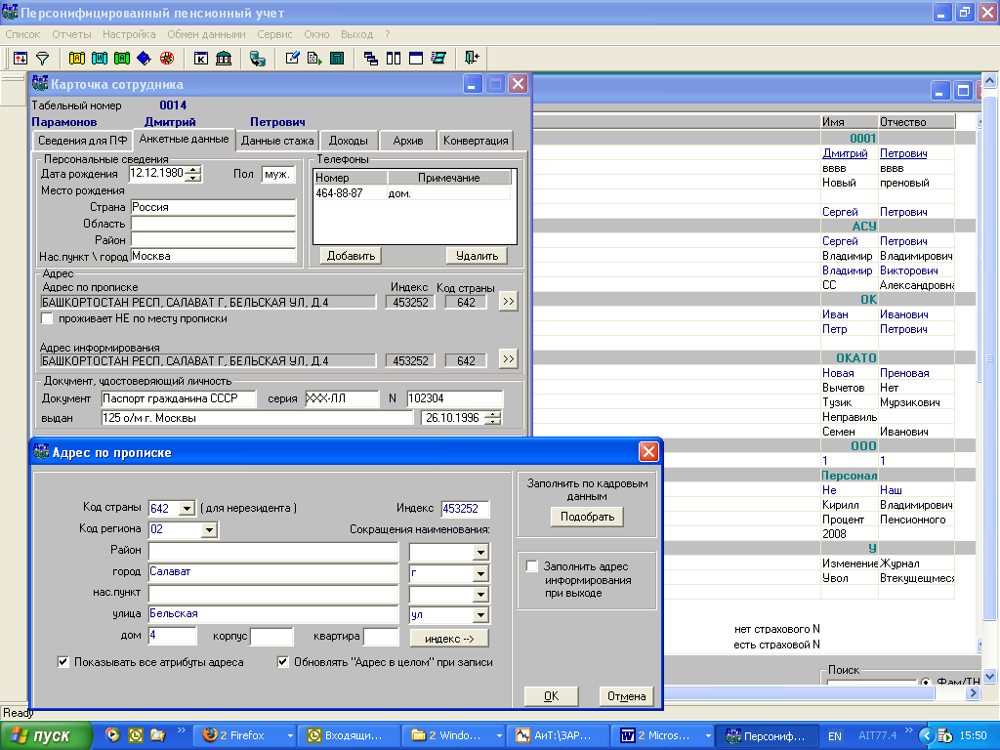 Персонифицированный пенсионный учет
Список Отчеты Настройка Обмен данными Сервис Окно Выход ?
Карточка сотрудника
Табельный номер 0014
Парамонов Дмитрий Петрович
Сведения для ПФ Анкетные данные Данные стажа Доходы Архив Конвертация
Персональные сведения
Дата рождения 12.12.1980 Пол муж.
Место рождения
Страна Россия
Область
Район
Нас.пункт \ город Москва
Телефоны
Номер Примечание
464-88-87 дом.
Добавить Удалить
Адрес
Адрес по прописке Индекс Код страны
БАШКОРТОСТАН РЕСП, САЛАВАТ Г, БЕЛЬСКАЯ УЛ, Д.4 453252 642 >>
проживает НЕ по месту прописки
Адрес информирования
БАШКОРТОСТАН РЕСП, САЛАВАТ Г, БЕЛЬСКАЯ УЛ, Д.4 453252 642 >>
Документ, удостоверяющий личность
Документ Паспорт гражданина СССР серия XXX-ЛЛ N 102304
выдан 125 о/м г. Москвы 26.10.1996
Имя Отчество
0001
Дмитрий Петрович
вввв вввв
Новый преновый
Сергей Петрович
АСУ
Сергей Петрович
Владимир Владимирович
Владимир Викторович
СС Александровна
ОК
Иван Иванович
Петр Петрович
ОКАТО
Новая Преновая
Вычетов Нет
Тузик Мурзикович
Неправиль
Семен Иванович
ООО
1 1
Персонал
Не Наш
Кирилл Владимирович
Процент Пенсионного
2008
У
Изменение Журнал
Увол Втекущеммеся
нет страхового N
есть страховой N
Поиск
Фам/ТН
Адрес по прописке
Код страны 642 ( для нерезидента ) Индекс 453252
Код региона 02 Сокращения наименования:
Район
город Салават г
нас.пункт
улица Бельская ул
дом 4 корпус квартира индекс -->
Показывать все атрибуты адреса Обновлять "Адрес в целом" при записи
Заполнить по кадровым
данным
Подобрать
Заполнить адрес
информирования
при выходе
OK Отмена
Ready
пуск 2 Firefox Входящи... 2 Windo... АиТ:\ЗАР... 2 Micros... Персониф... EN AIT77.4 15:50